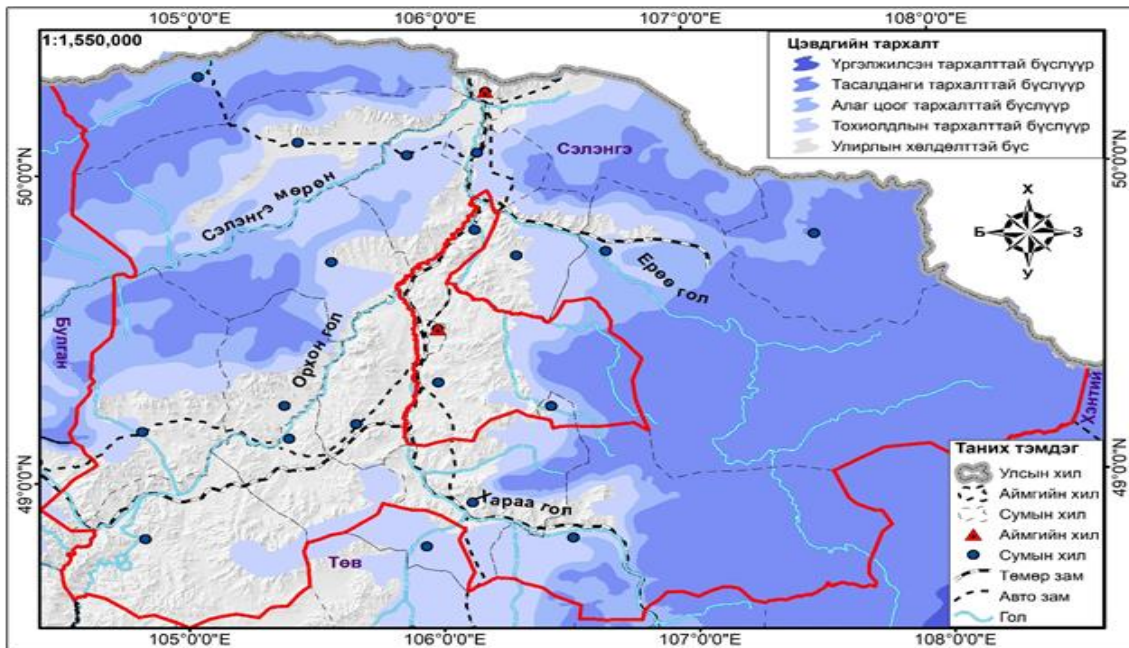 105°0'0"E 106°0'0"E 107°0'0"E 108°0'0"E
1:1,550,000
Цэвдгийн тархалт
Үргэлжилсэн тархалттай бүслүүр
Тасалданги тархалттай бүслүүр
Алаг цоог тархалттай бүслүүр
Тохиолдлын тархалттай бүслүүр
Улирлын хөлдөлттэй бүс
Сэлэнгэ
50°0'0"N
50°0'0"N
Сэлэнгэ мөрөн
Х
Б
З
У
Ерөө гол
Булган
Орхон гол
Хэнтий
49°0'0"N
49°0'0"N
Хараа гол
Төв
Таних тэмдэг
Улсын хил
Аймгийн хил
Сумын хил
Аймгийн хил
Сумын хил
Төмөр зам
Авто зам
Гол
105°0'0"E 106°0'0"E 107°0'0"E 108°0'0"E